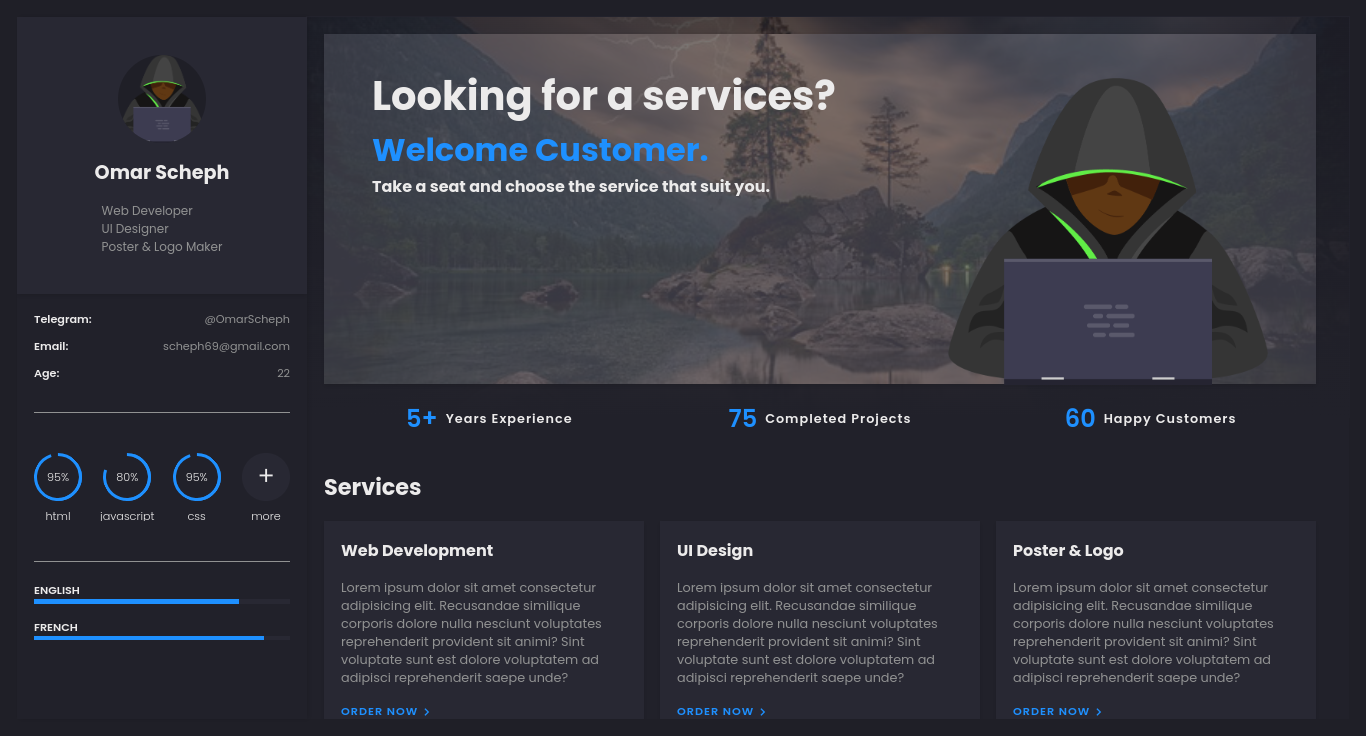 Omar Scheph
Web Developer
UI Designer
Poster & Logo Maker
Telegram: @OmarScheph
Email: scheph69@gmail.com
Age: 22
95% 80% 95% +
html javascript css more
ENGLISH
FRENCH
Looking for a services?
Welcome Customer.
Take a seat and choose the service that suit you.
5+ Years Experience 75 Completed Projects 60 Happy Customers
Services
Web Development
Lorem ipsum dolor sit amet consectetur
adipisicing elit. Recusandae similique
corporis dolore nulla nesciunt voluptates
reprehenderit provident sit animi? Sint
voluptate sunt est dolore voluptatem ad
adipisci reprehenderit saepe unde?
ORDER NOW >
UI Design
Lorem ipsum dolor sit amet consectetur
adipisicing elit. Recusandae similique
corporis dolore nulla nesciunt voluptates
reprehenderit provident sit animi? Sint
voluptate sunt est dolore voluptatem ad
adipisci reprehenderit saepe unde?
ORDER NOW >
Poster & Logo
Lorem ipsum dolor sit amet consectetur
adipisicing elit. Recusandae similique
corporis dolore nulla nesciunt voluptates
reprehenderit provident sit animi? Sint
voluptate sunt est dolore voluptatem ad
adipisci reprehenderit saepe unde?
ORDER NOW >